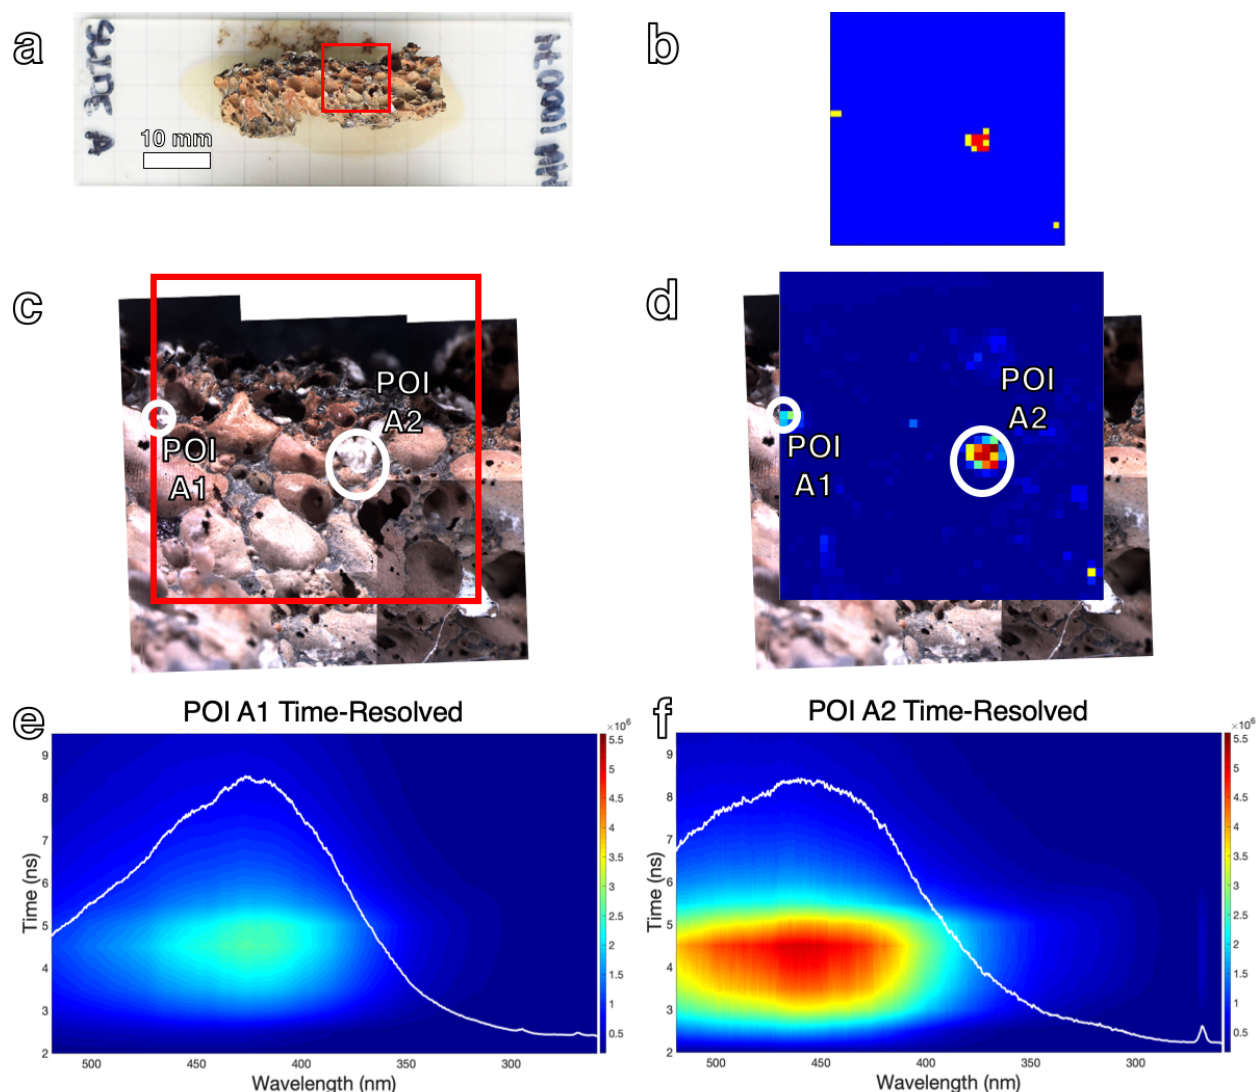 a
SLIDE A
10 mm
b
c
POI
A2
POI
A1
d
POI
A2
POI
A1
e
POI A1 Time-Resolved
×10⁶
9
8
7
6
5
4
3
2
Time (ns)
500
450
400
350
300
Wavelength (nm)
5.5
5
4.5
4
3.5
3
2.5
2
1.5
1
0.5
f
POI A2 Time-Resolved
×10⁶
9
8
7
6
5
4
3
2
Time (ns)
500
450
400
350
300
Wavelength (nm)
5.5
5
4.5
4
3.5
3
2.5
2
1.5
1
0.5